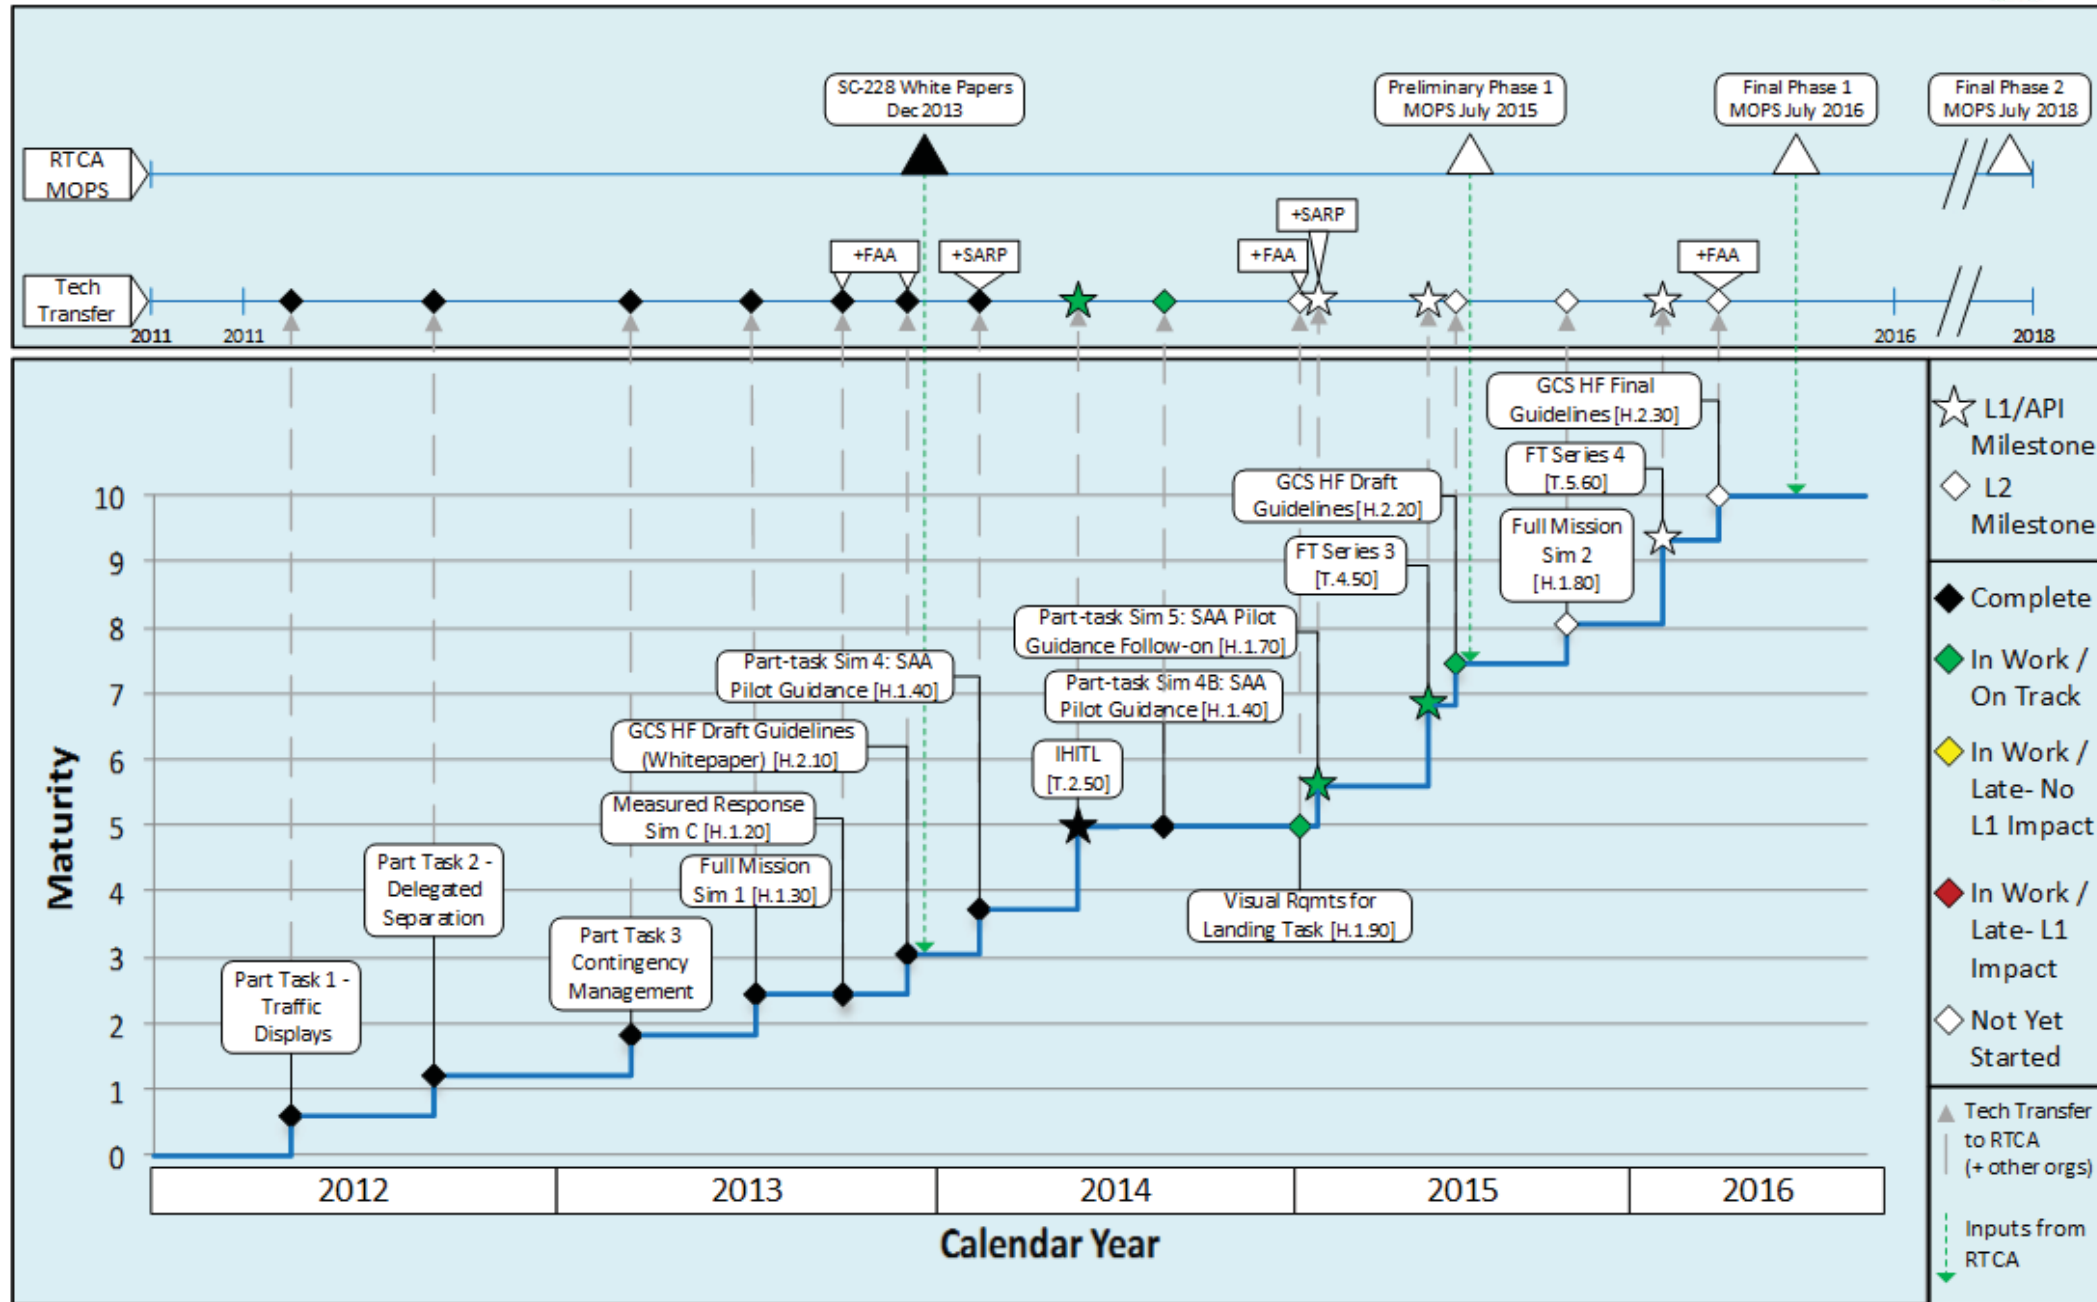 SC-228 White Papers
Dec 2013
Preliminary Phase 1
MOPS July 2015
Final Phase 1
MOPS July 2016
Final Phase 2
MOPS July 2018
RTCA
MOPS
+SARP
+FAA
+SARP
+FAA
+FAA
Tech
Transfer
2011
2011
2016
2018
GCS HF Final
Guidelines [H.2.30]
FT Series 4
[T.5.60]
GCS HF Draft
Guidelines [H.2.20]
Full Mission
Sim 2
[H.1.80]
FT Series 3
[T.4.50]
Part-task Sim 5: SAA Pilot
Guidance Follow-on [H.1.70]
Part-task Sim 4: SAA
Pilot Guidance [H.1.40]
Part-task Sim 4B: SAA
Pilot Guidance [H.1.40]
GCS HF Draft Guidelines
(Whitepaper) [H.2.10]
IHITL
[T.2.50]
Measured Response
Sim C [H.1.20]
Full Mission
Sim 1 [H.1.30]
Part Task 2 -
Delegated
Separation
Visual Rqmts for
Landing Task [H.1.90]
Part Task 3
Contingency
Management
Part Task 1 -
Traffic
Displays
Maturity
10
9
8
7
6
5
4
3
2
1
0
2012
2013
2014
2015
2016
Calendar Year
L1/API
Milestone
L2
Milestone
Complete
In Work /
On Track
In Work /
Late- No
L1 Impact
In Work /
Late- L1
Impact
Not Yet
Started
Tech Transfer
to RTCA
(+ other orgs)
Inputs from
RTCA